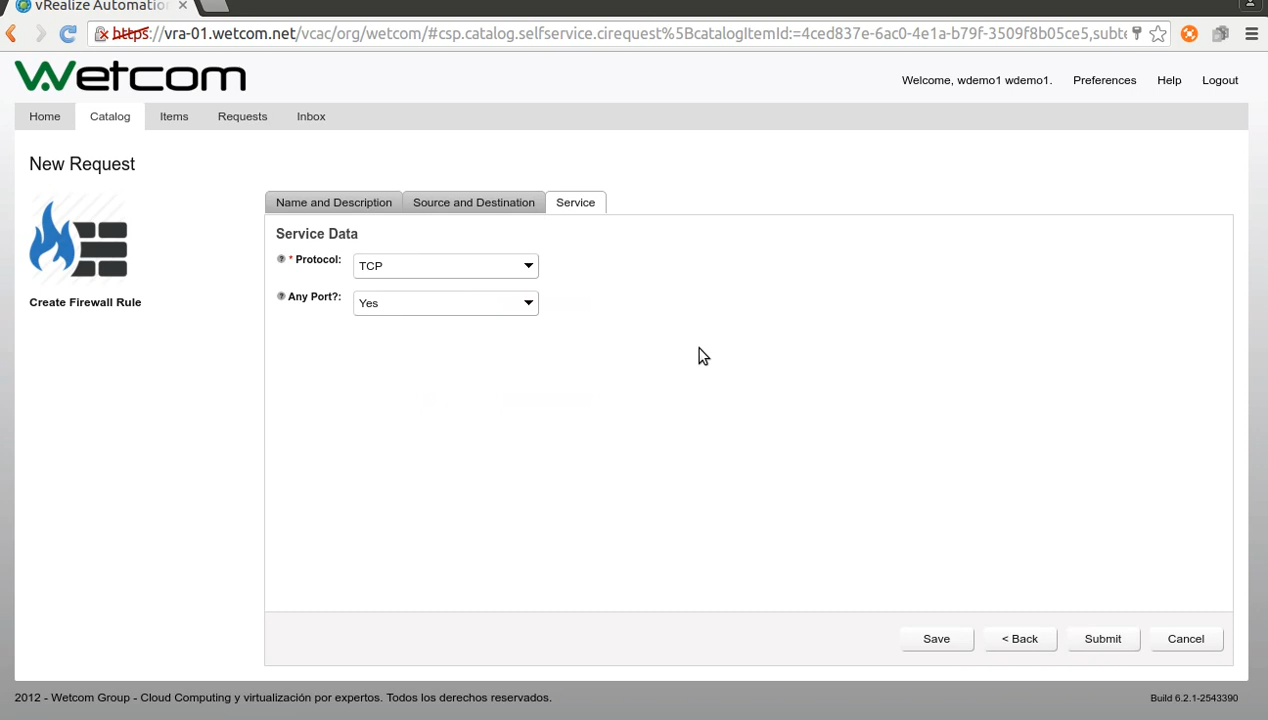 vRealize Automation
https://vra-01.wetcom.net/vcac/org/wetcom/#csp.catalog.selfservice.cirequest%5BcatalogItemId:=4ced837e-6ac0-4e1a-b79f-3509f8b05ce5,subte
Wetcom
Welcome, wdemo1 wdemo1. Preferences Help Logout
Home Catalog Items Requests Inbox
New Request
Name and Description Source and Destination Service
Service Data
* Protocol: TCP
Any Port?: Yes
Create Firewall Rule
Save < Back Submit Cancel
2012 - Wetcom Group - Cloud Computing y virtualización por expertos. Todos los derechos reservados. Build 6.2.1-2543390